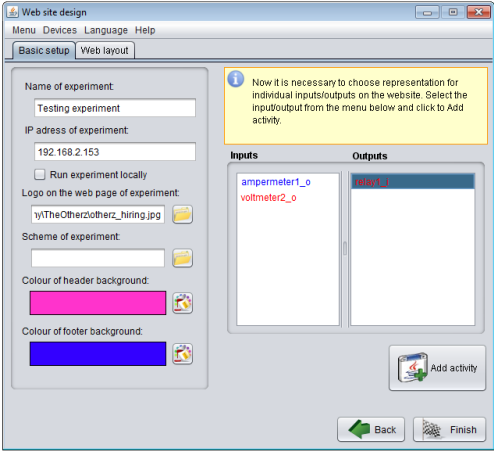 Web site design
Menu Devices Language Help
Basic setup Web layout
Name of experiment:
Testing experiment
IP adress of experiment:
192.168.2.153
Run experiment locally
Logo on the web page of experiment:
ny\TheOtherz\otherz_hiring.jpg
Scheme of experiment:
Colour of header background:
Colour of footer background:
Now it is necessary to choose representation for
individual inputs/outputs on the website. Select the
input/output from the menu below and click to Add
activity.
Inputs Outputs
ampermeter1_o
voltmeter2_o
relay1_i
Add activity
Back Finish